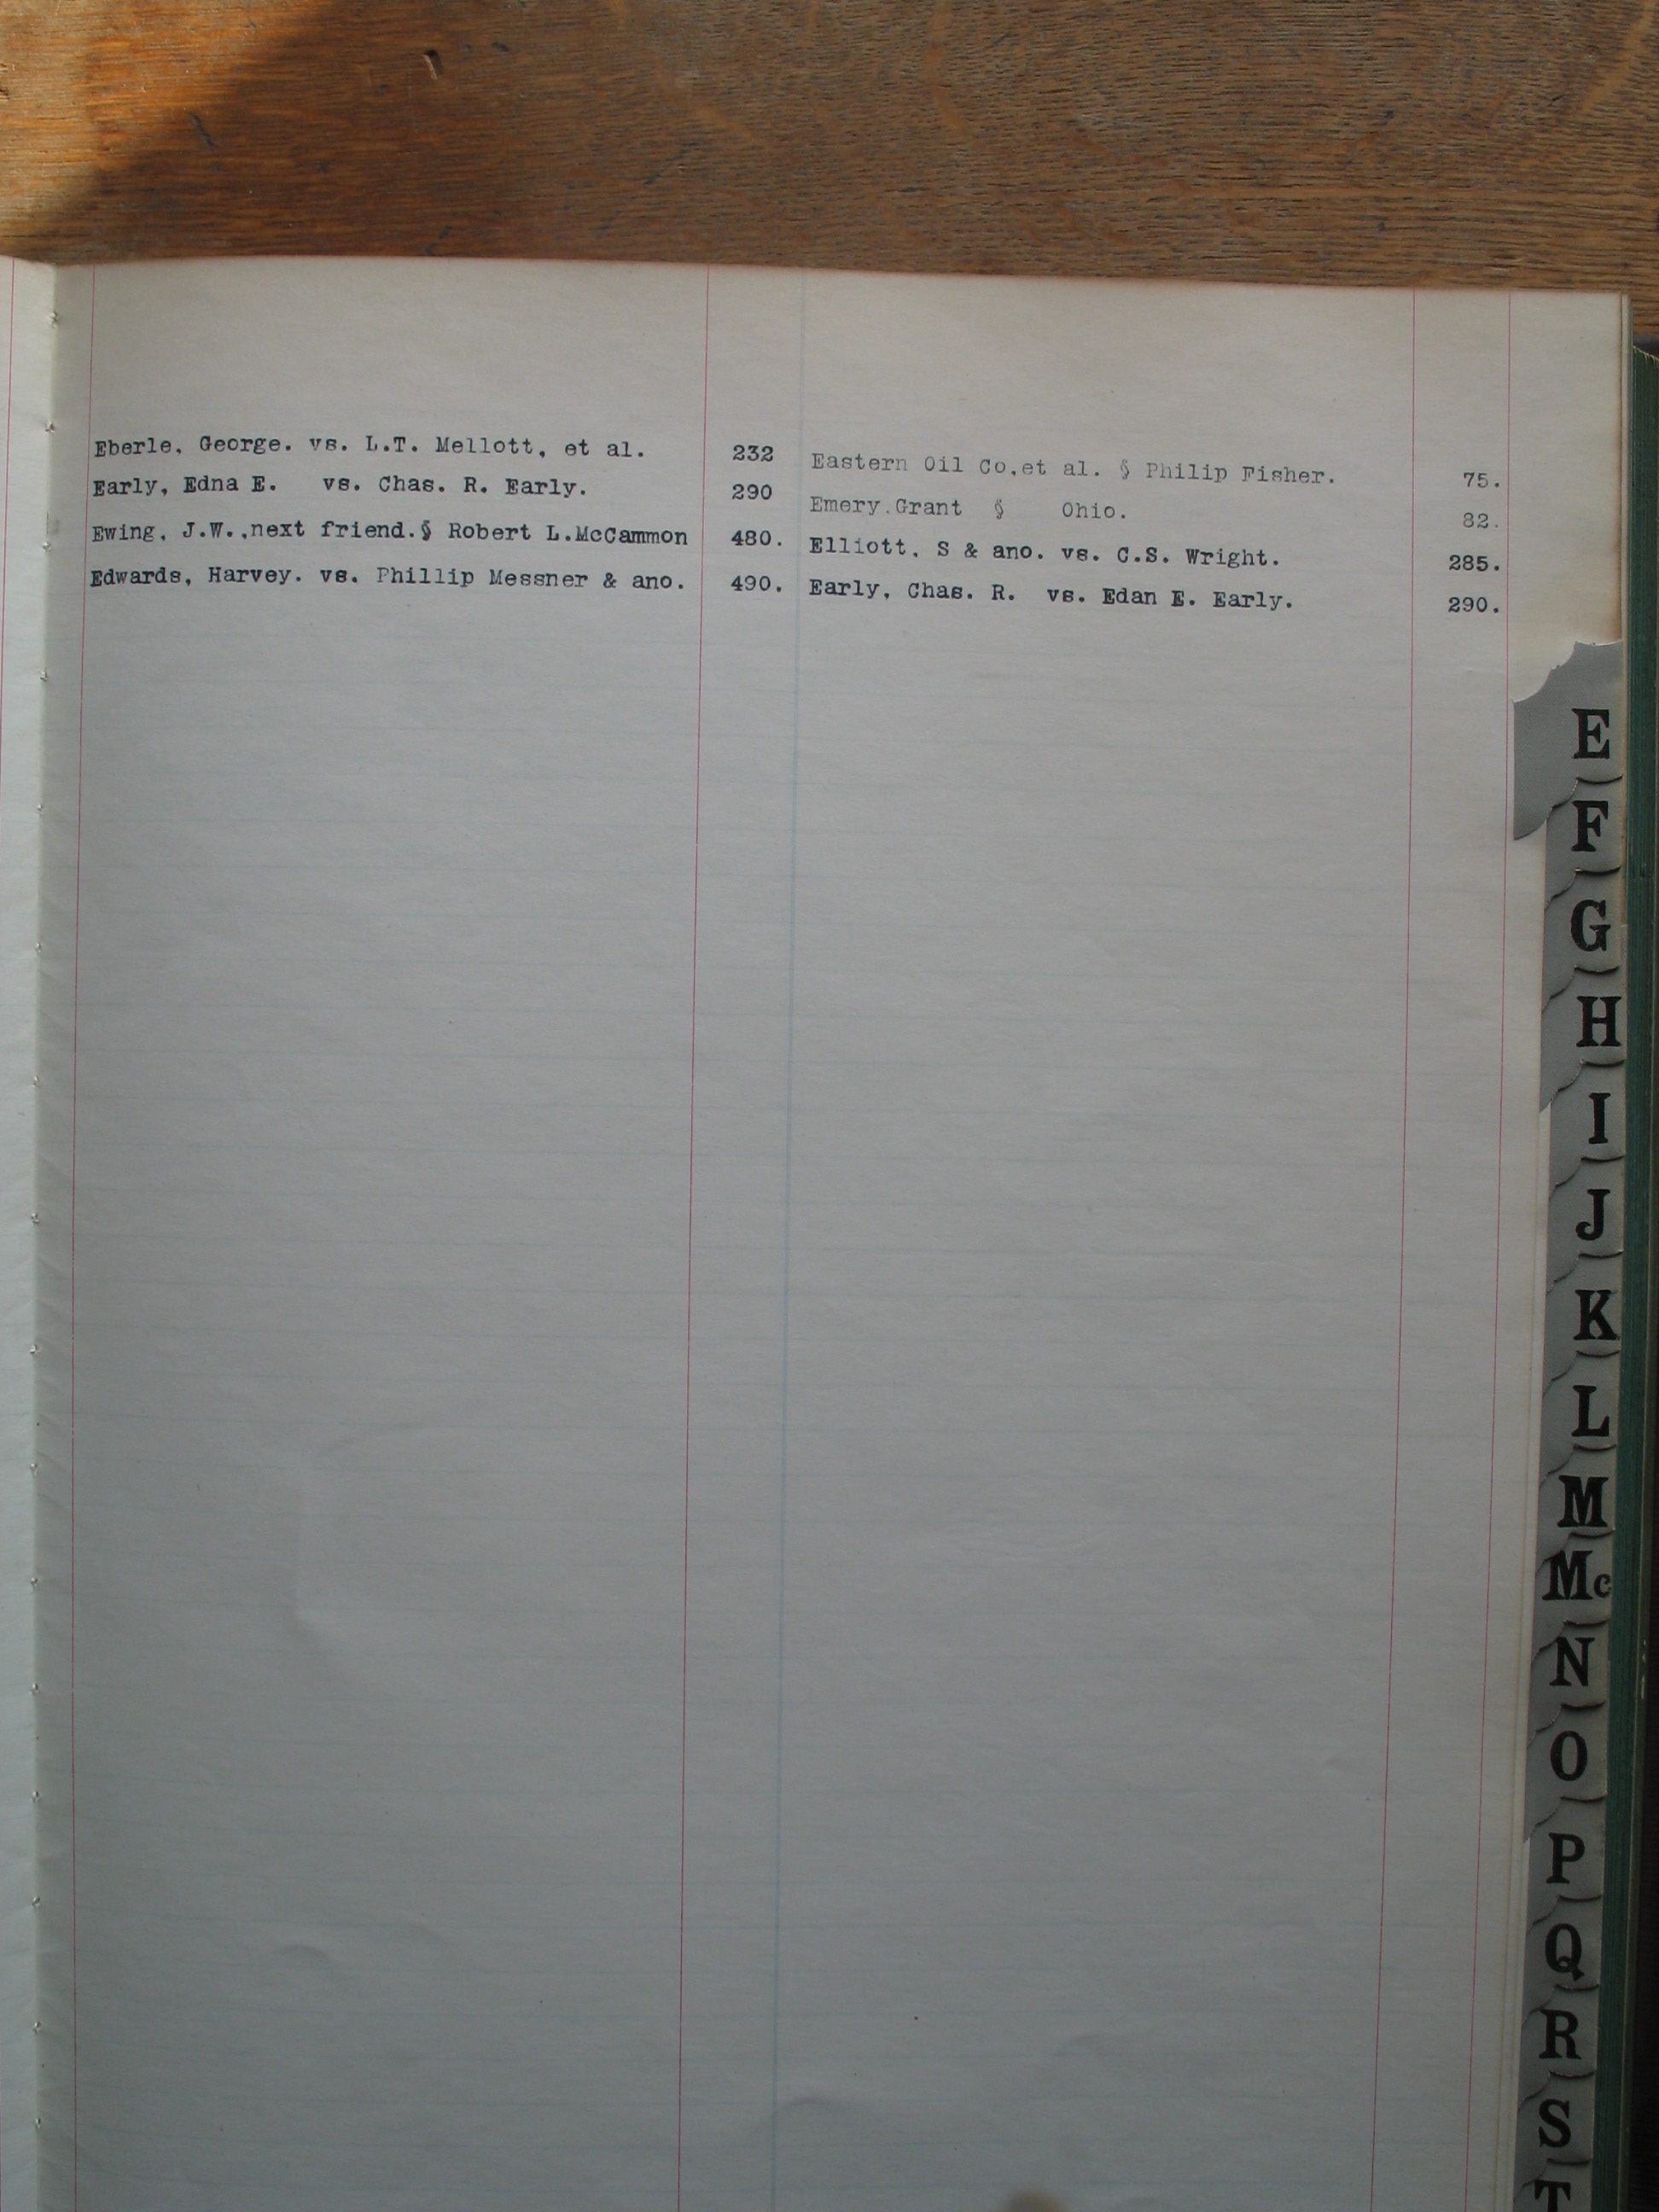 Eberle, George. vs. L.T. Mellott, et al. 232
Early, Edna E. vs. Chas. R. Early. 290
Ewing, J.W.,next friend.§ Robert L.McCammon 480.
Edwards, Harvey. vs. Phillip Messner & ano. 490.
Eastern Oil Co,et al. § Philip Fisher. 75.
Emery.Grant § Ohio. 82.
Elliott, S & ano. vs. C.S. Wright. 285.
Early, Chas. R. vs. Edan E. Early. 290.
E
F
G
H
I
J
K
L
M
Mc
N
O
P
Q
R
S
T